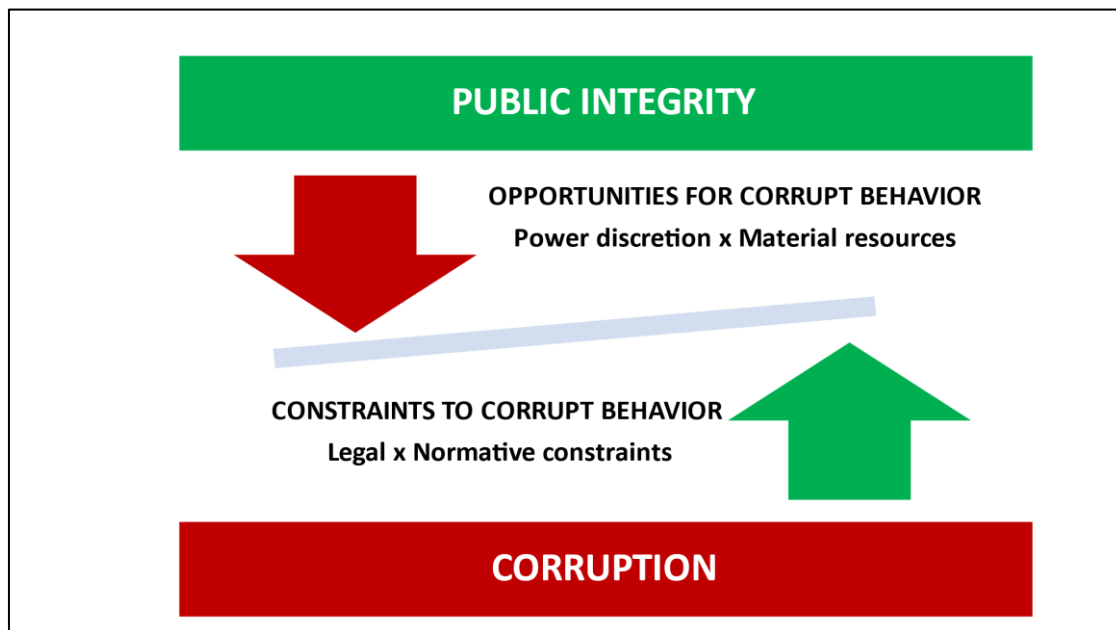 PUBLIC INTEGRITY
OPPORTUNITIES FOR CORRUPT BEHAVIOR
Power discretion x Material resources
CONSTRAINTS TO CORRUPT BEHAVIOR
Legal x Normative constraints
CORRUPTION